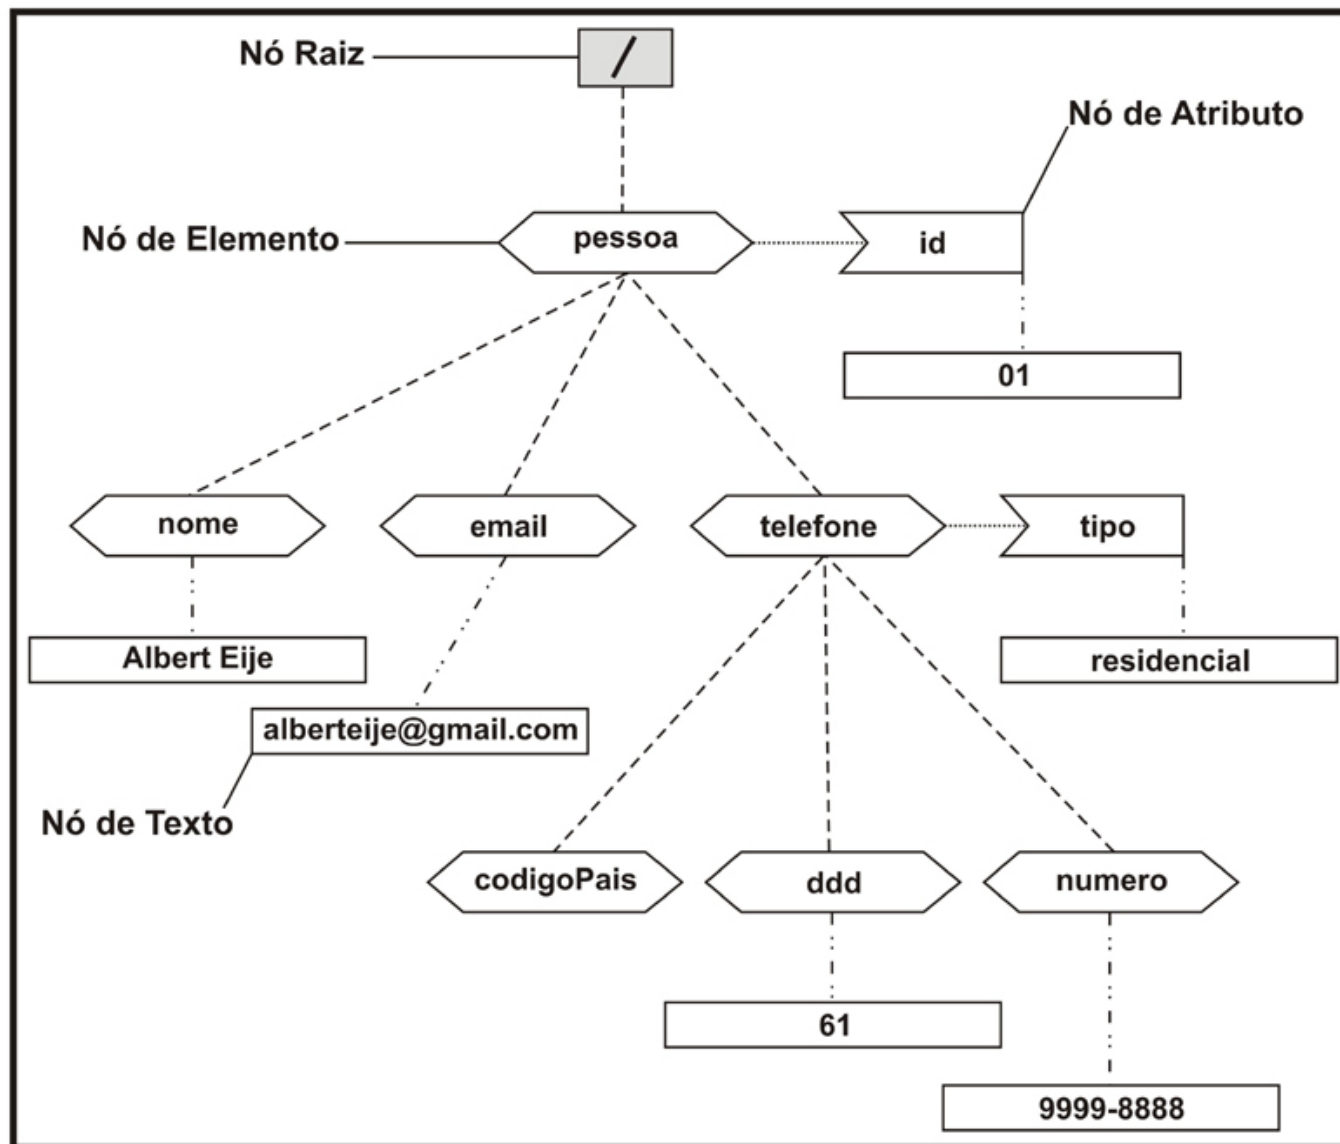 Nó Raiz
/
Nó de Atributo
Nó de Elemento
pessoa
id
01
nome
email
telefone
tipo
Albert Eije
residencial
alberteije@gmail.com
Nó de Texto
codigoPais
ddd
numero
61
9999-8888